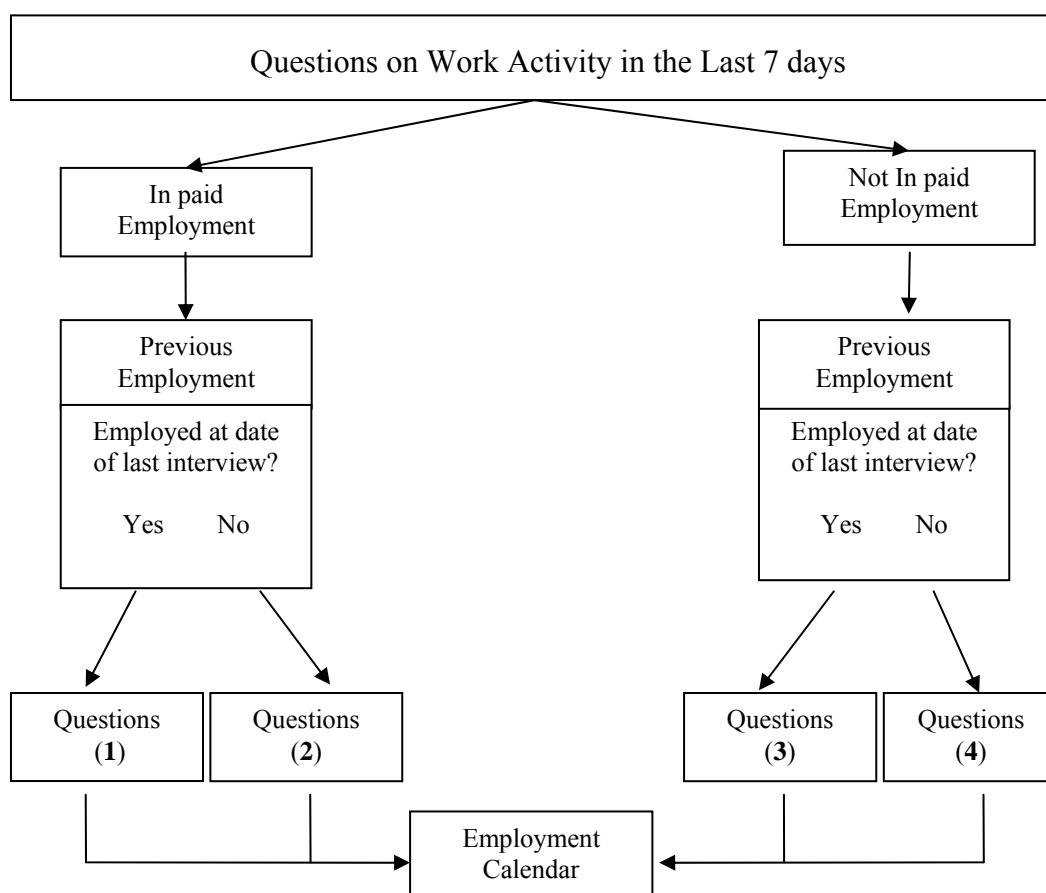 Questions on Work Activity in the Last 7 days
In paid
Employment
Not In paid
Employment
Previous
Employment
Employed at date
of last interview?
Yes No
Previous
Employment
Employed at date
of last interview?
Yes No
Questions
(1)
Questions
(2)
Questions
(3)
Questions
(4)
Employment
Calendar